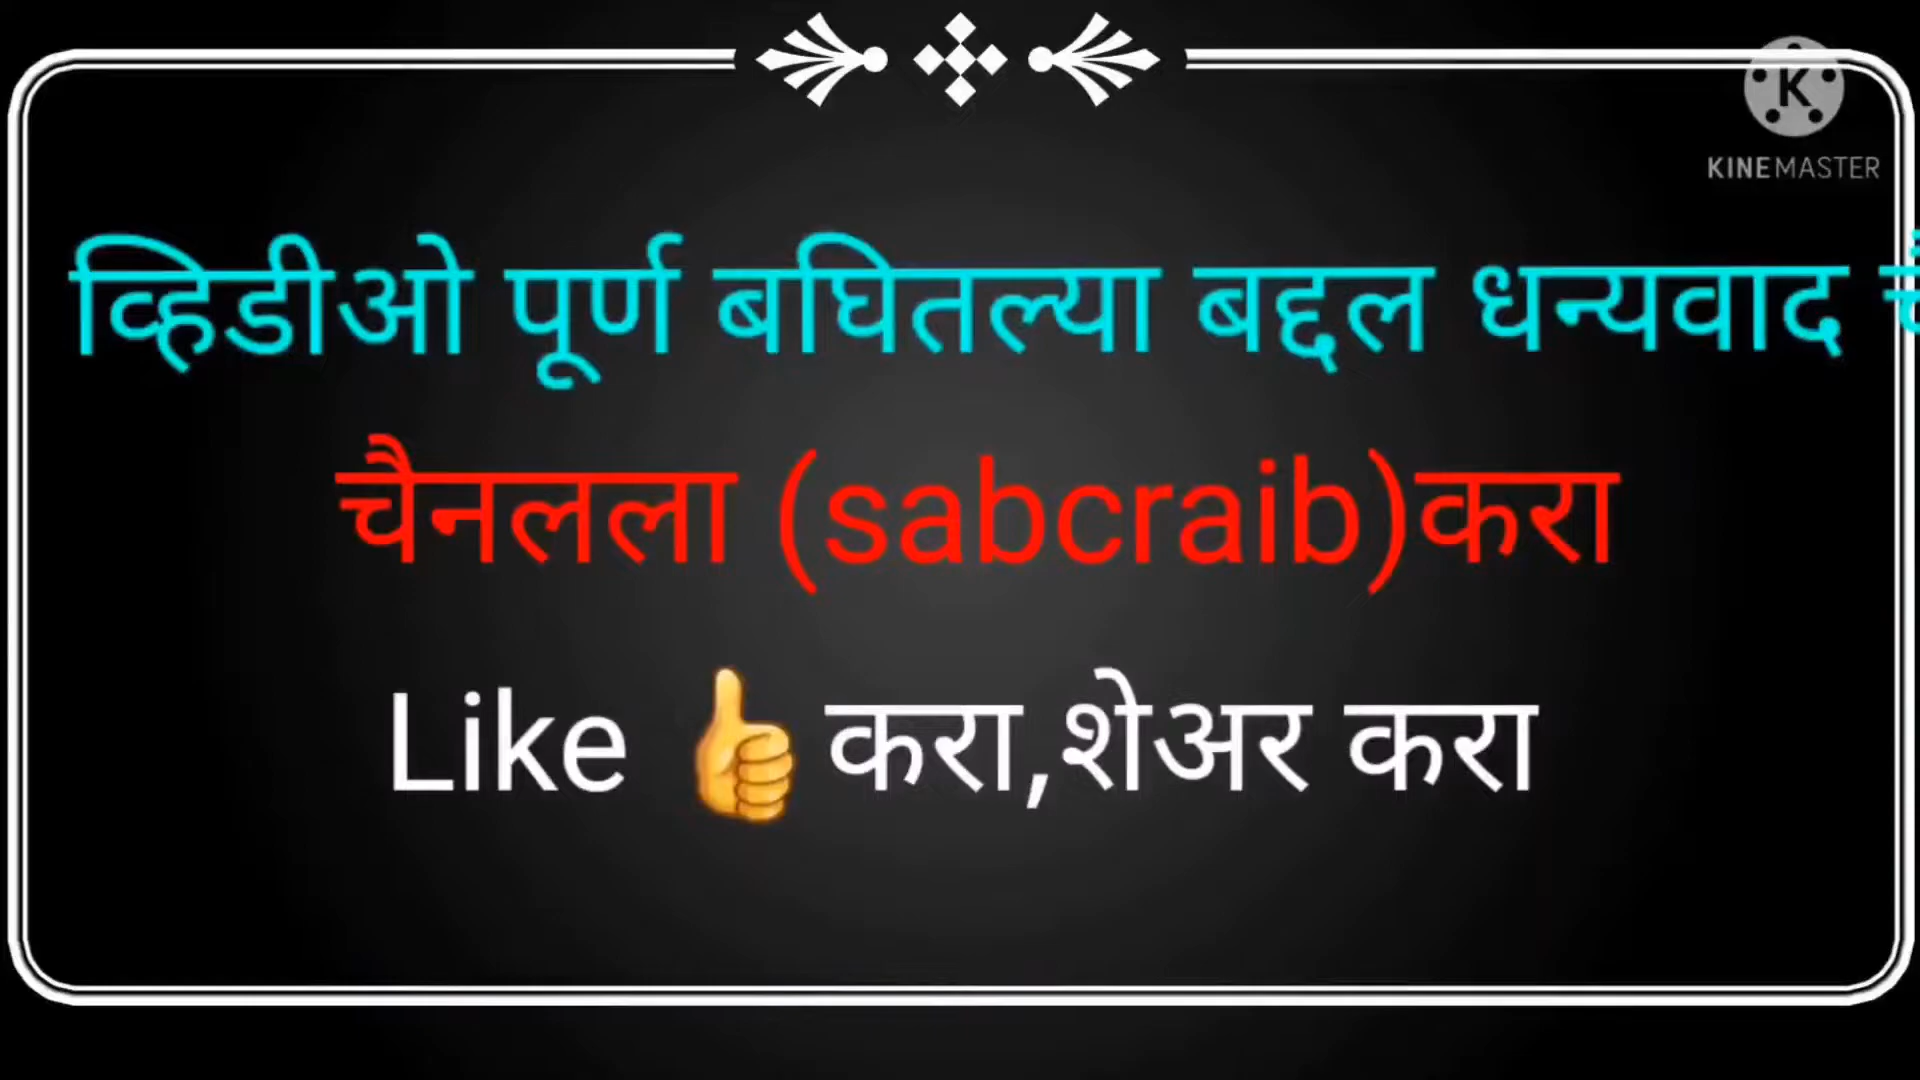 K
KINEMASTER
व्हिडीओ पूर्ण बघितल्या बद्दल धन्यवाद
चैनलला (sabcraib)करा
Like 👍 करा,शेअर करा